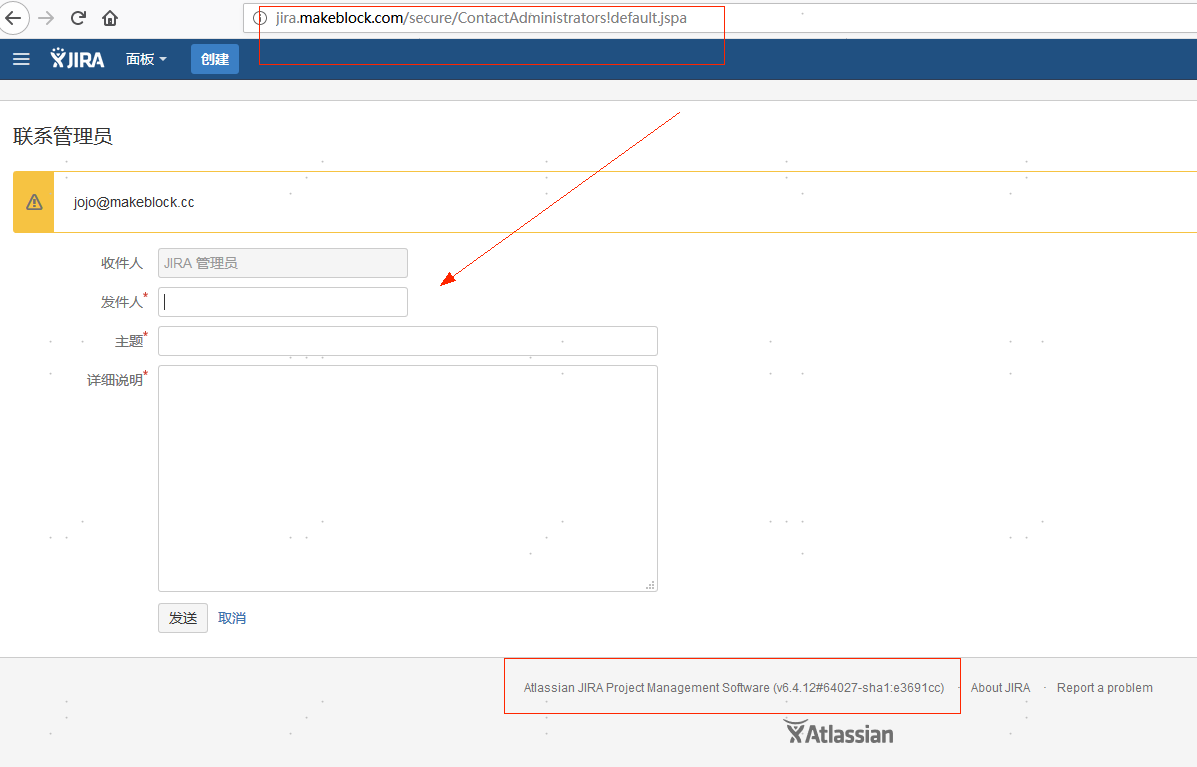 jira.makeblock.com/secure/ContactAdministrators!default.jspa
JIRA 面板 创建
联系管理员
jojo@makeblock.cc
收件人 JIRA 管理员
发件人*
主题*
详细说明*
发送 取消
Atlassian JIRA Project Management Software (v6.4.12#64027-sha1:e3691cc) · About JIRA · Report a problem
Atlassian